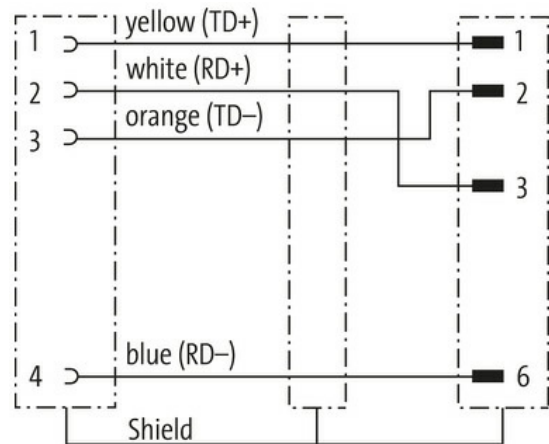 yellow (TD+)
1 1
white (RD+)
2 2
orange (TD–)
3
3
blue (RD–)
4 6
Shield